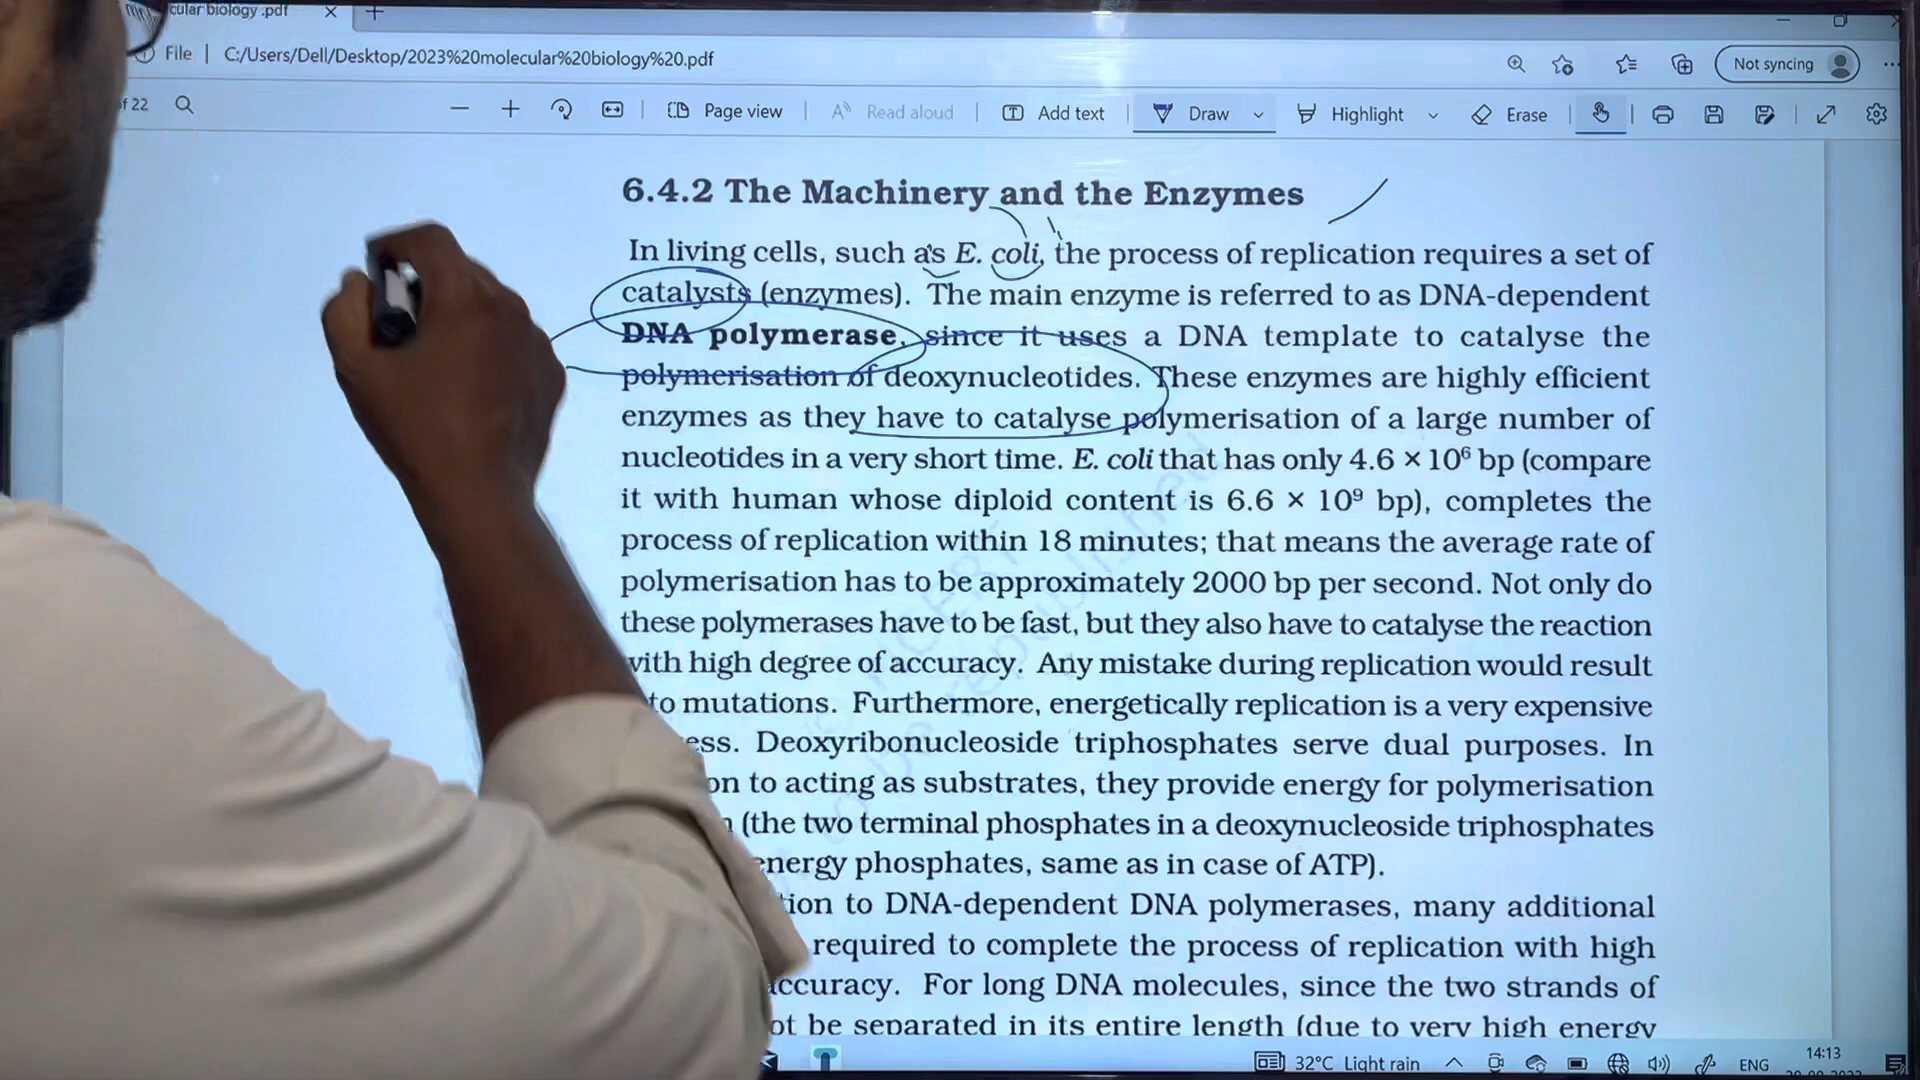 cular biology .pdf
File | C:/Users/Dell/Desktop/2023%20molecular%20biology%20.pdf
Not syncing
f 22
Page view
Read aloud
Add text
Draw
Highlight
Erase
6.4.2 The Machinery and the Enzymes
In living cells, such as E. coli, the process of replication requires a set of
catalysts (enzymes). The main enzyme is referred to as DNA-dependent
DNA polymerase, since it uses a DNA template to catalyse the
polymerisation of deoxynucleotides. These enzymes are highly efficient
enzymes as they have to catalyse polymerisation of a large number of
nucleotides in a very short time. E. coli that has only 4.6 × 10⁶ bp (compare
it with human whose diploid content is 6.6 × 10⁹ bp), completes the
process of replication within 18 minutes; that means the average rate of
polymerisation has to be approximately 2000 bp per second. Not only do
these polymerases have to be fast, but they also have to catalyse the reaction
with high degree of accuracy. Any mistake during replication would result
to mutations. Furthermore, energetically replication is a very expensive
ess. Deoxyribonucleoside triphosphates serve dual purposes. In
on to acting as substrates, they provide energy for polymerisation
(the two terminal phosphates in a deoxynucleoside triphosphates
energy phosphates, same as in case of ATP).
tion to DNA-dependent DNA polymerases, many additional
required to complete the process of replication with high
accuracy. For long DNA molecules, since the two strands of
ot be separated in its entire length (due to very high energy
32°C Light rain
ENG
14:13